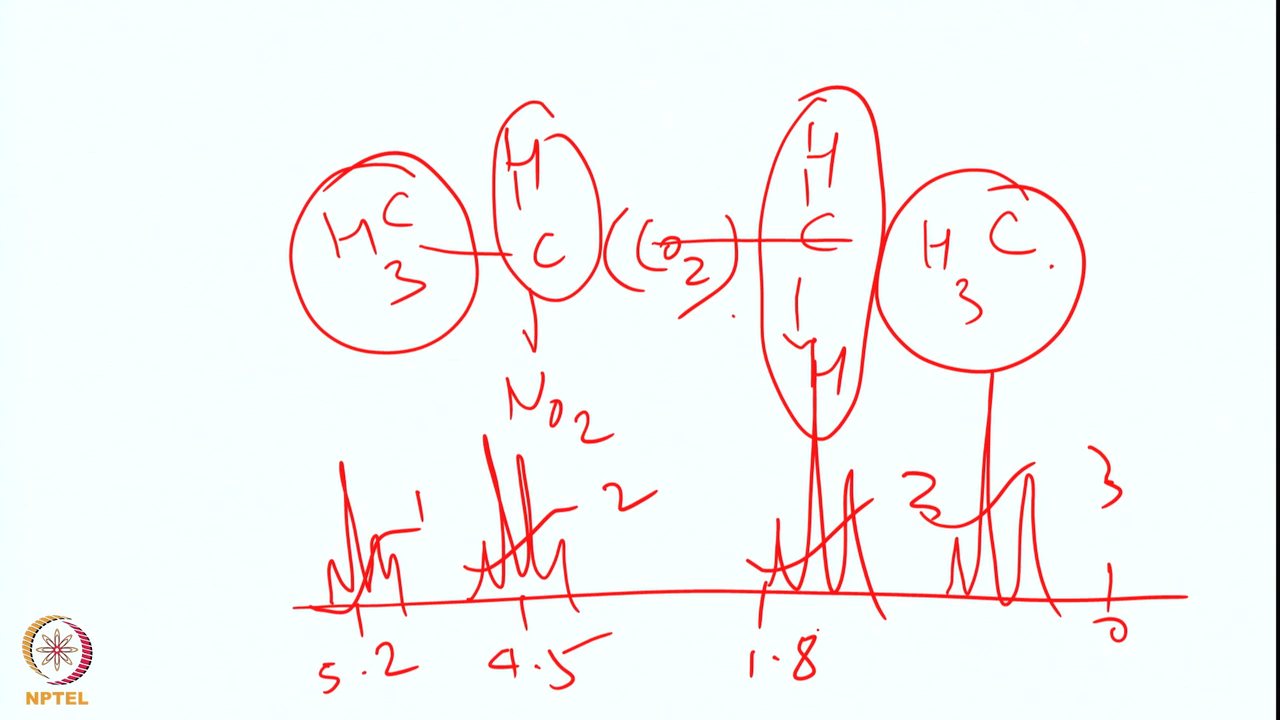 H H
H3C C (CO2) C H3C
H
NO2
1 2 3 3
5.2 4.5 1.8 0
NPTEL